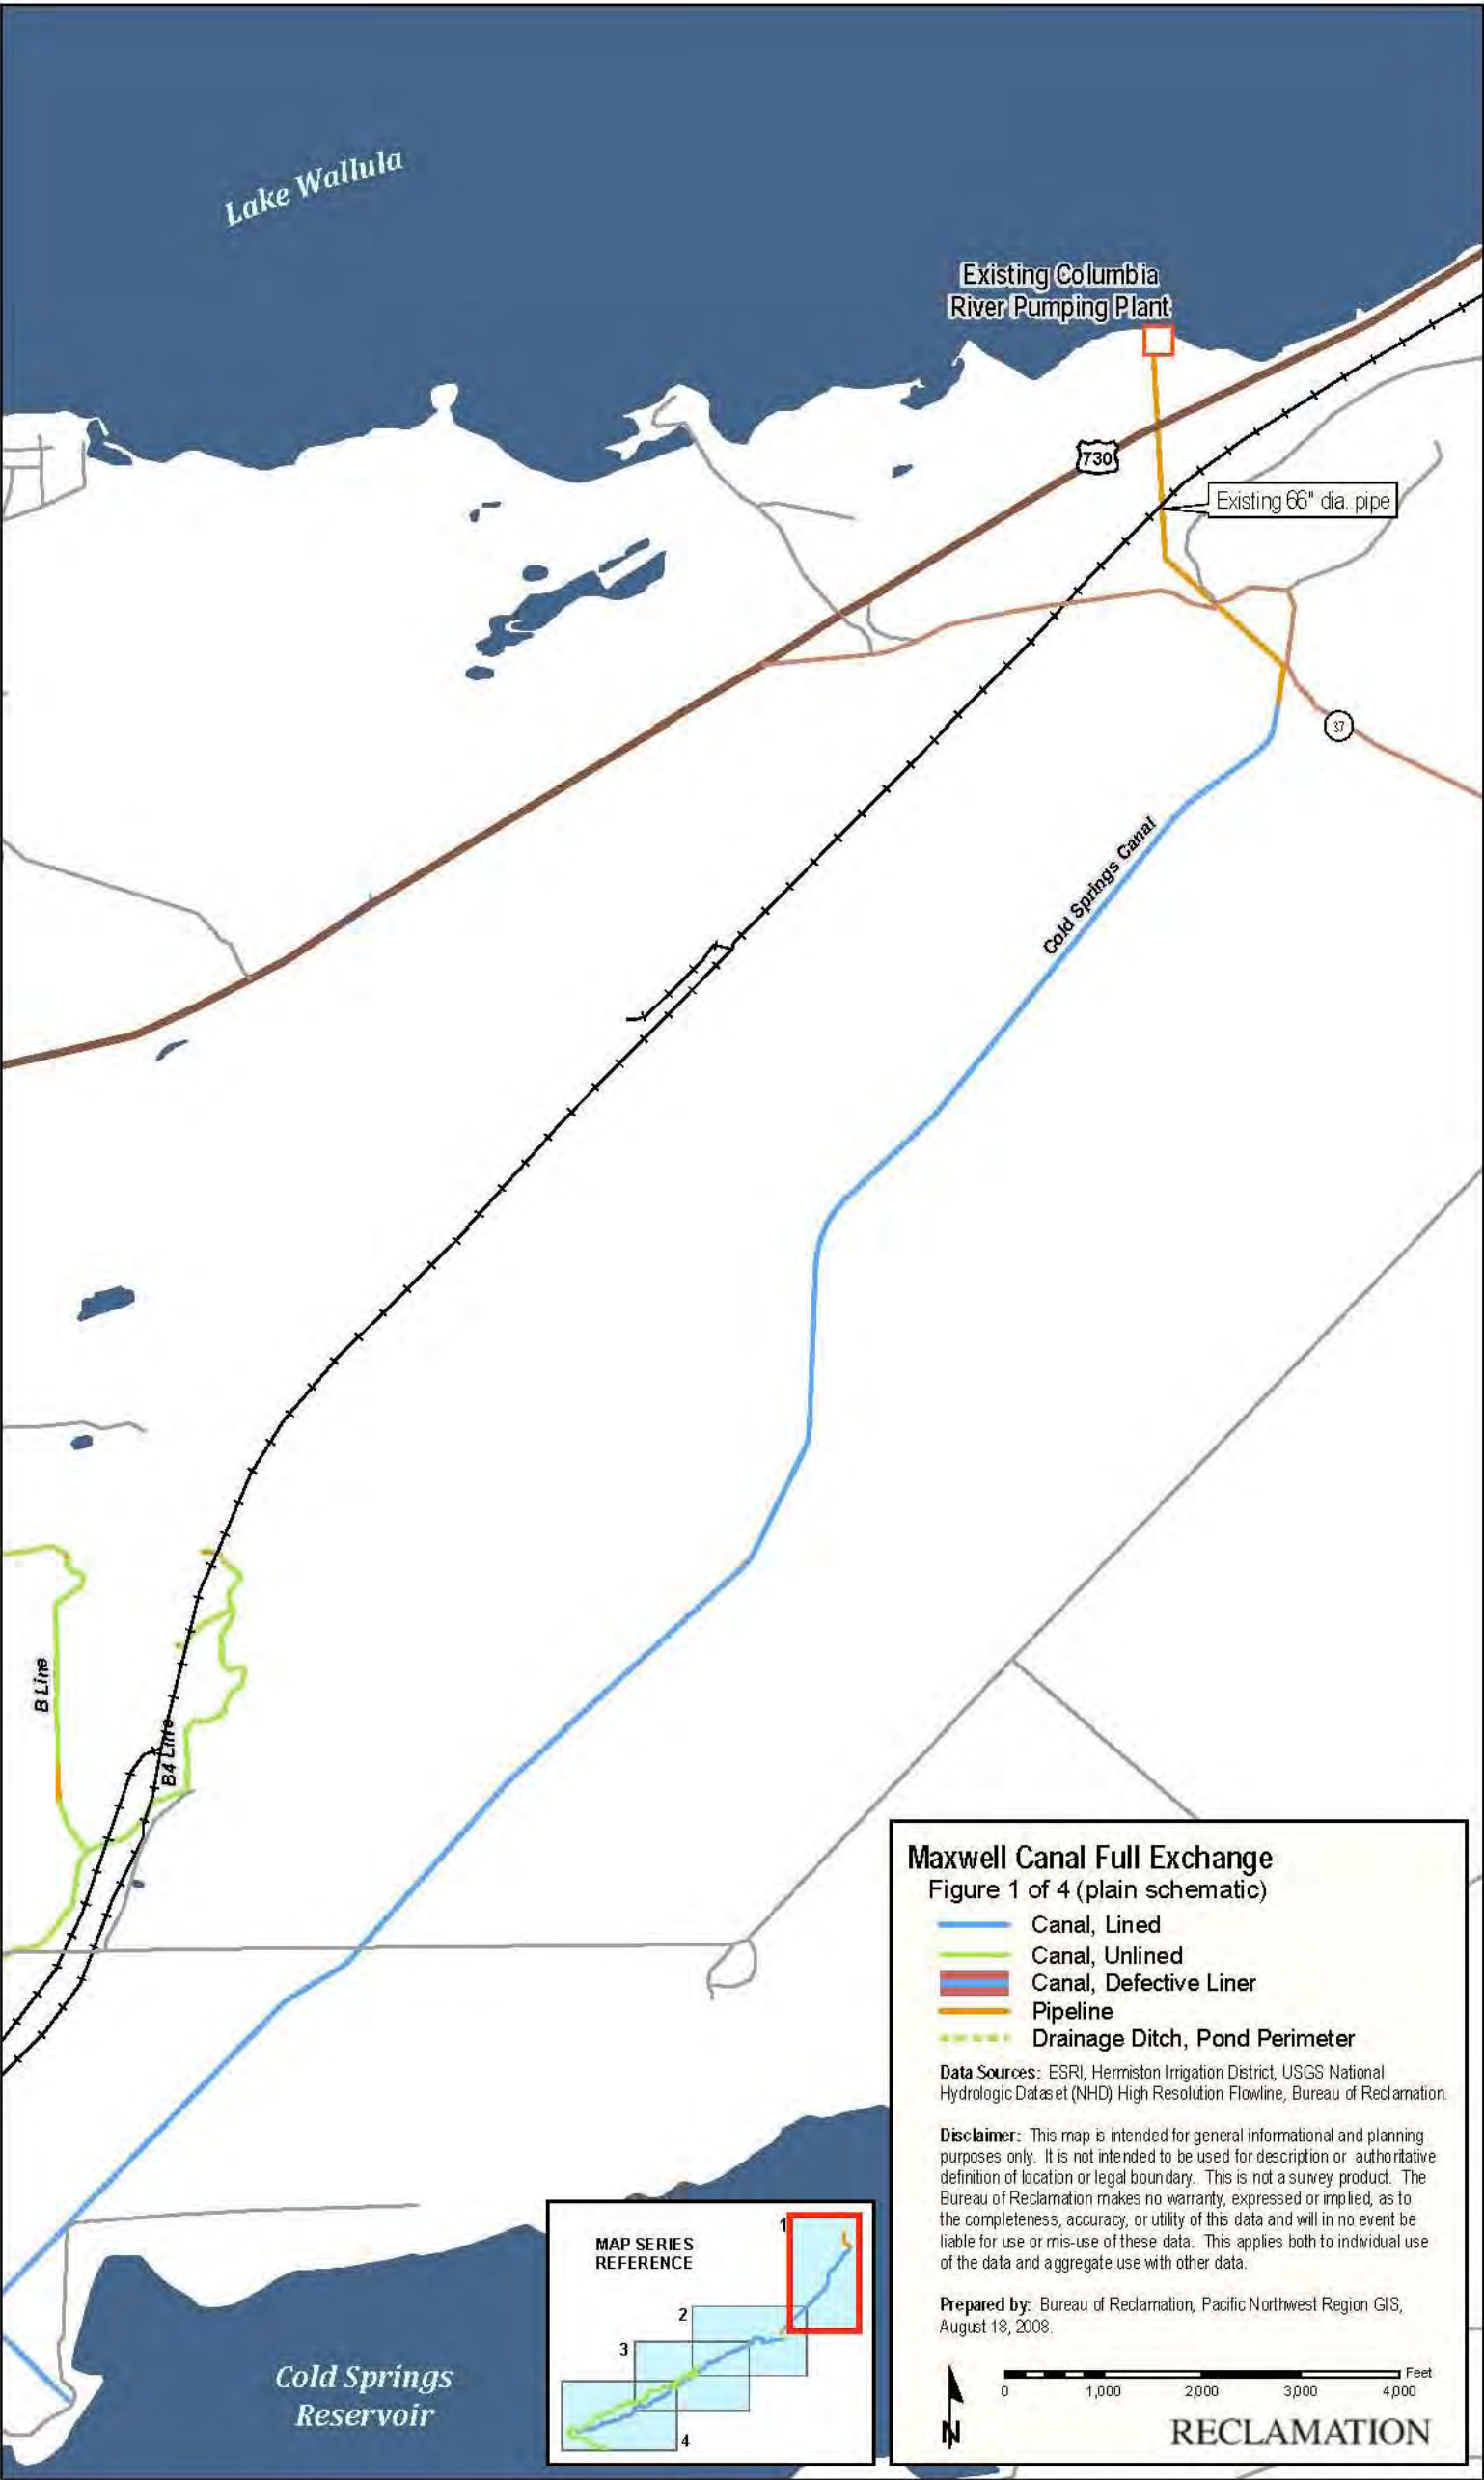 Lake Wallula
Existing Columbia
River Pumping Plant
730
Existing 66" dia. pipe
37
Cold Springs Canal
B Line
B4 Line
Maxwell Canal Full Exchange
Figure 1 of 4 (plain schematic)
Canal, Lined
Canal, Unlined
Canal, Defective Liner
Pipeline
Drainage Ditch, Pond Perimeter
Data Sources: ESRI, Hermiston Irrigation District, USGS National
Hydrologic Dataset (NHD) High Resolution Flowline, Bureau of Reclamation.
Disclaimer: This map is intended for general informational and planning
purposes only. It is not intended to be used for description or authoritative
definition of location or legal boundary. This is not a survey product. The
Bureau of Reclamation makes no warranty, expressed or implied, as to
the completeness, accuracy, or utility of this data and will in no event be
liable for use or mis-use of these data. This applies both to individual use
of the data and aggregate use with other data.
Prepared by: Bureau of Reclamation, Pacific Northwest Region GIS,
August 18, 2008.
Feet
0 1,000 2,000 3,000 4,000
N
RECLAMATION
MAP SERIES
REFERENCE
1
2
3
4
Cold Springs
Reservoir